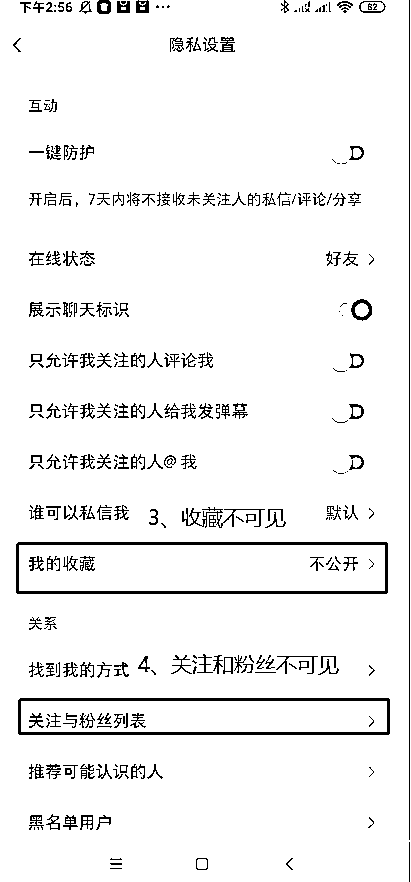 下午2:56
62
隐私设置
互动
一键防护
开启后，7天内将不接收未关注人的私信/评论/分享
在线状态 好友
展示聊天标识
只允许我关注的人评论我
只允许我关注的人给我发弹幕
只允许我关注的人@我
谁可以私信我 默认
3、收藏不可见
我的收藏 不公开
关系
找到我的方式
4、关注和粉丝不可见
关注与粉丝列表
推荐可能认识的人
黑名单用户